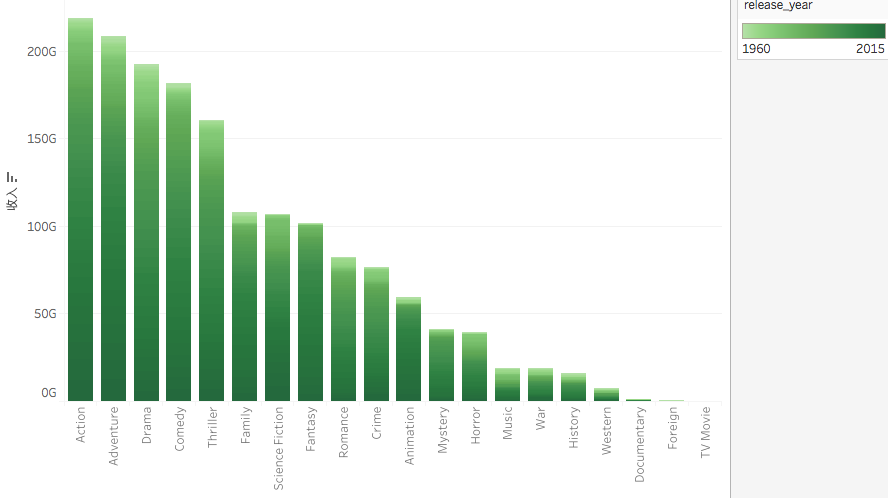 release_year
1960 2015
200G
150G
100G
50G
0G
收入
Action
Adventure
Drama
Comedy
Thriller
Family
Science Fiction
Fantasy
Romance
Crime
Animation
Mystery
Horror
Music
War
History
Western
Documentary
Foreign
TV Movie